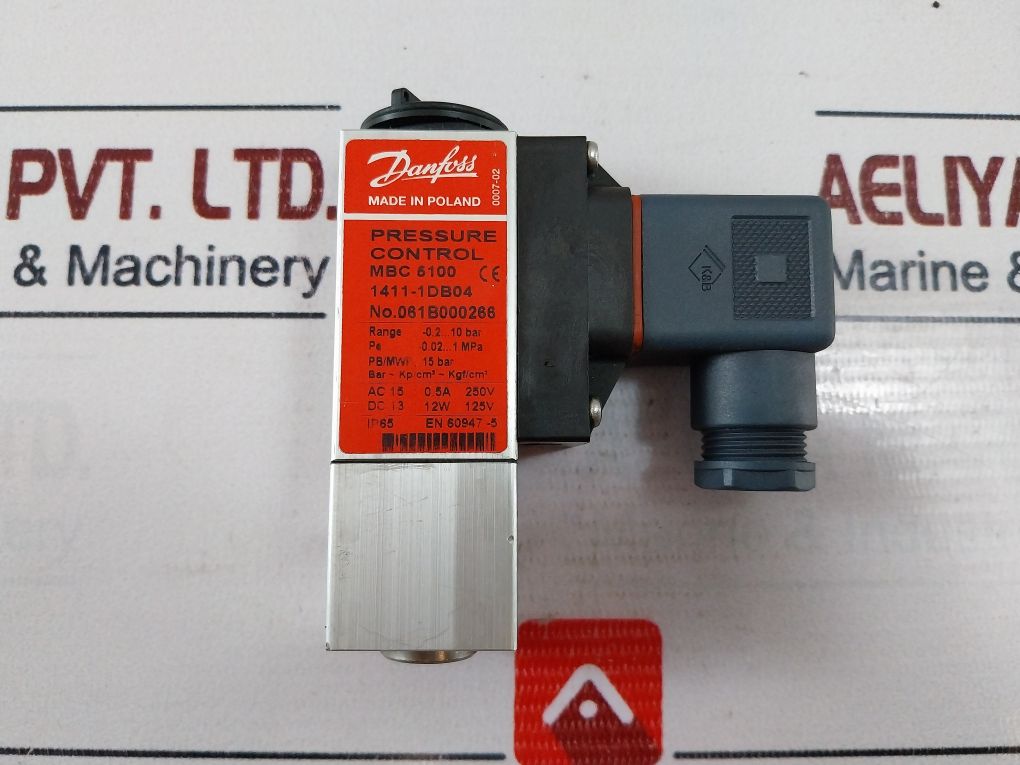 PVT. LTD.
& Machinery
AELIYA
Marine &
Danfoss
MADE IN POLAND
0007-02
PRESSURE
CONTROL
MBC 5100 CE
1411-1DB04
No.061B000266
Range -0.2...10 bar
Pe -0.02...1 MPa
PB/MWP. 15 bar
Bar ~ Kp/cm² ~ Kgf/cm²
AC 15 0.5A 250V
DC 13 12W 125V
IP65 EN 60947-5
K&B